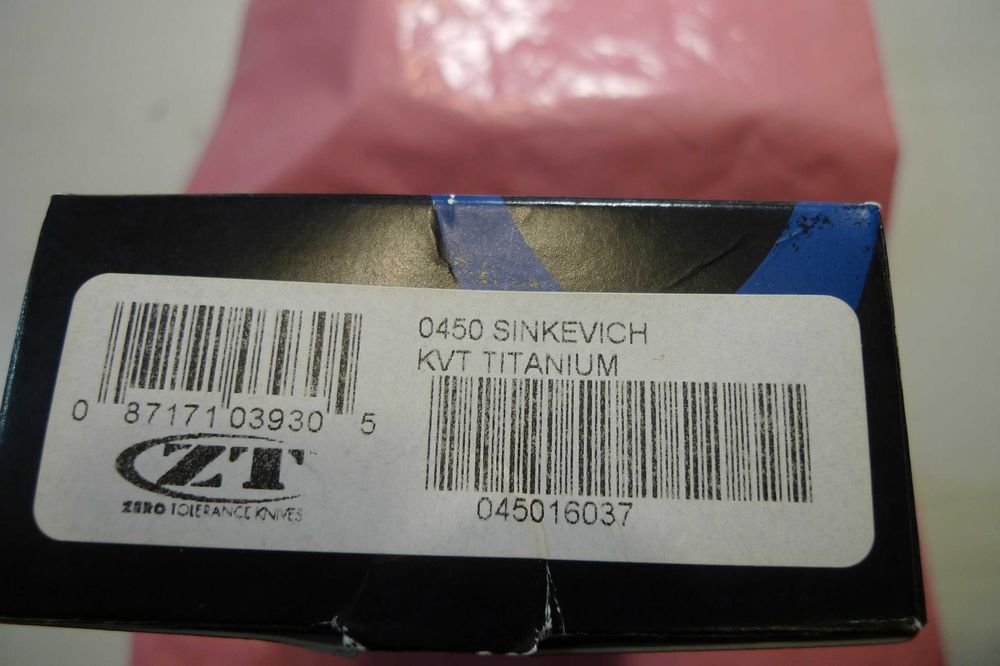 0450 SINKEVICH
KVT TITANIUM
0 87171 03930 5
ZT
ZERO TOLERANCE KNIVES
045016037